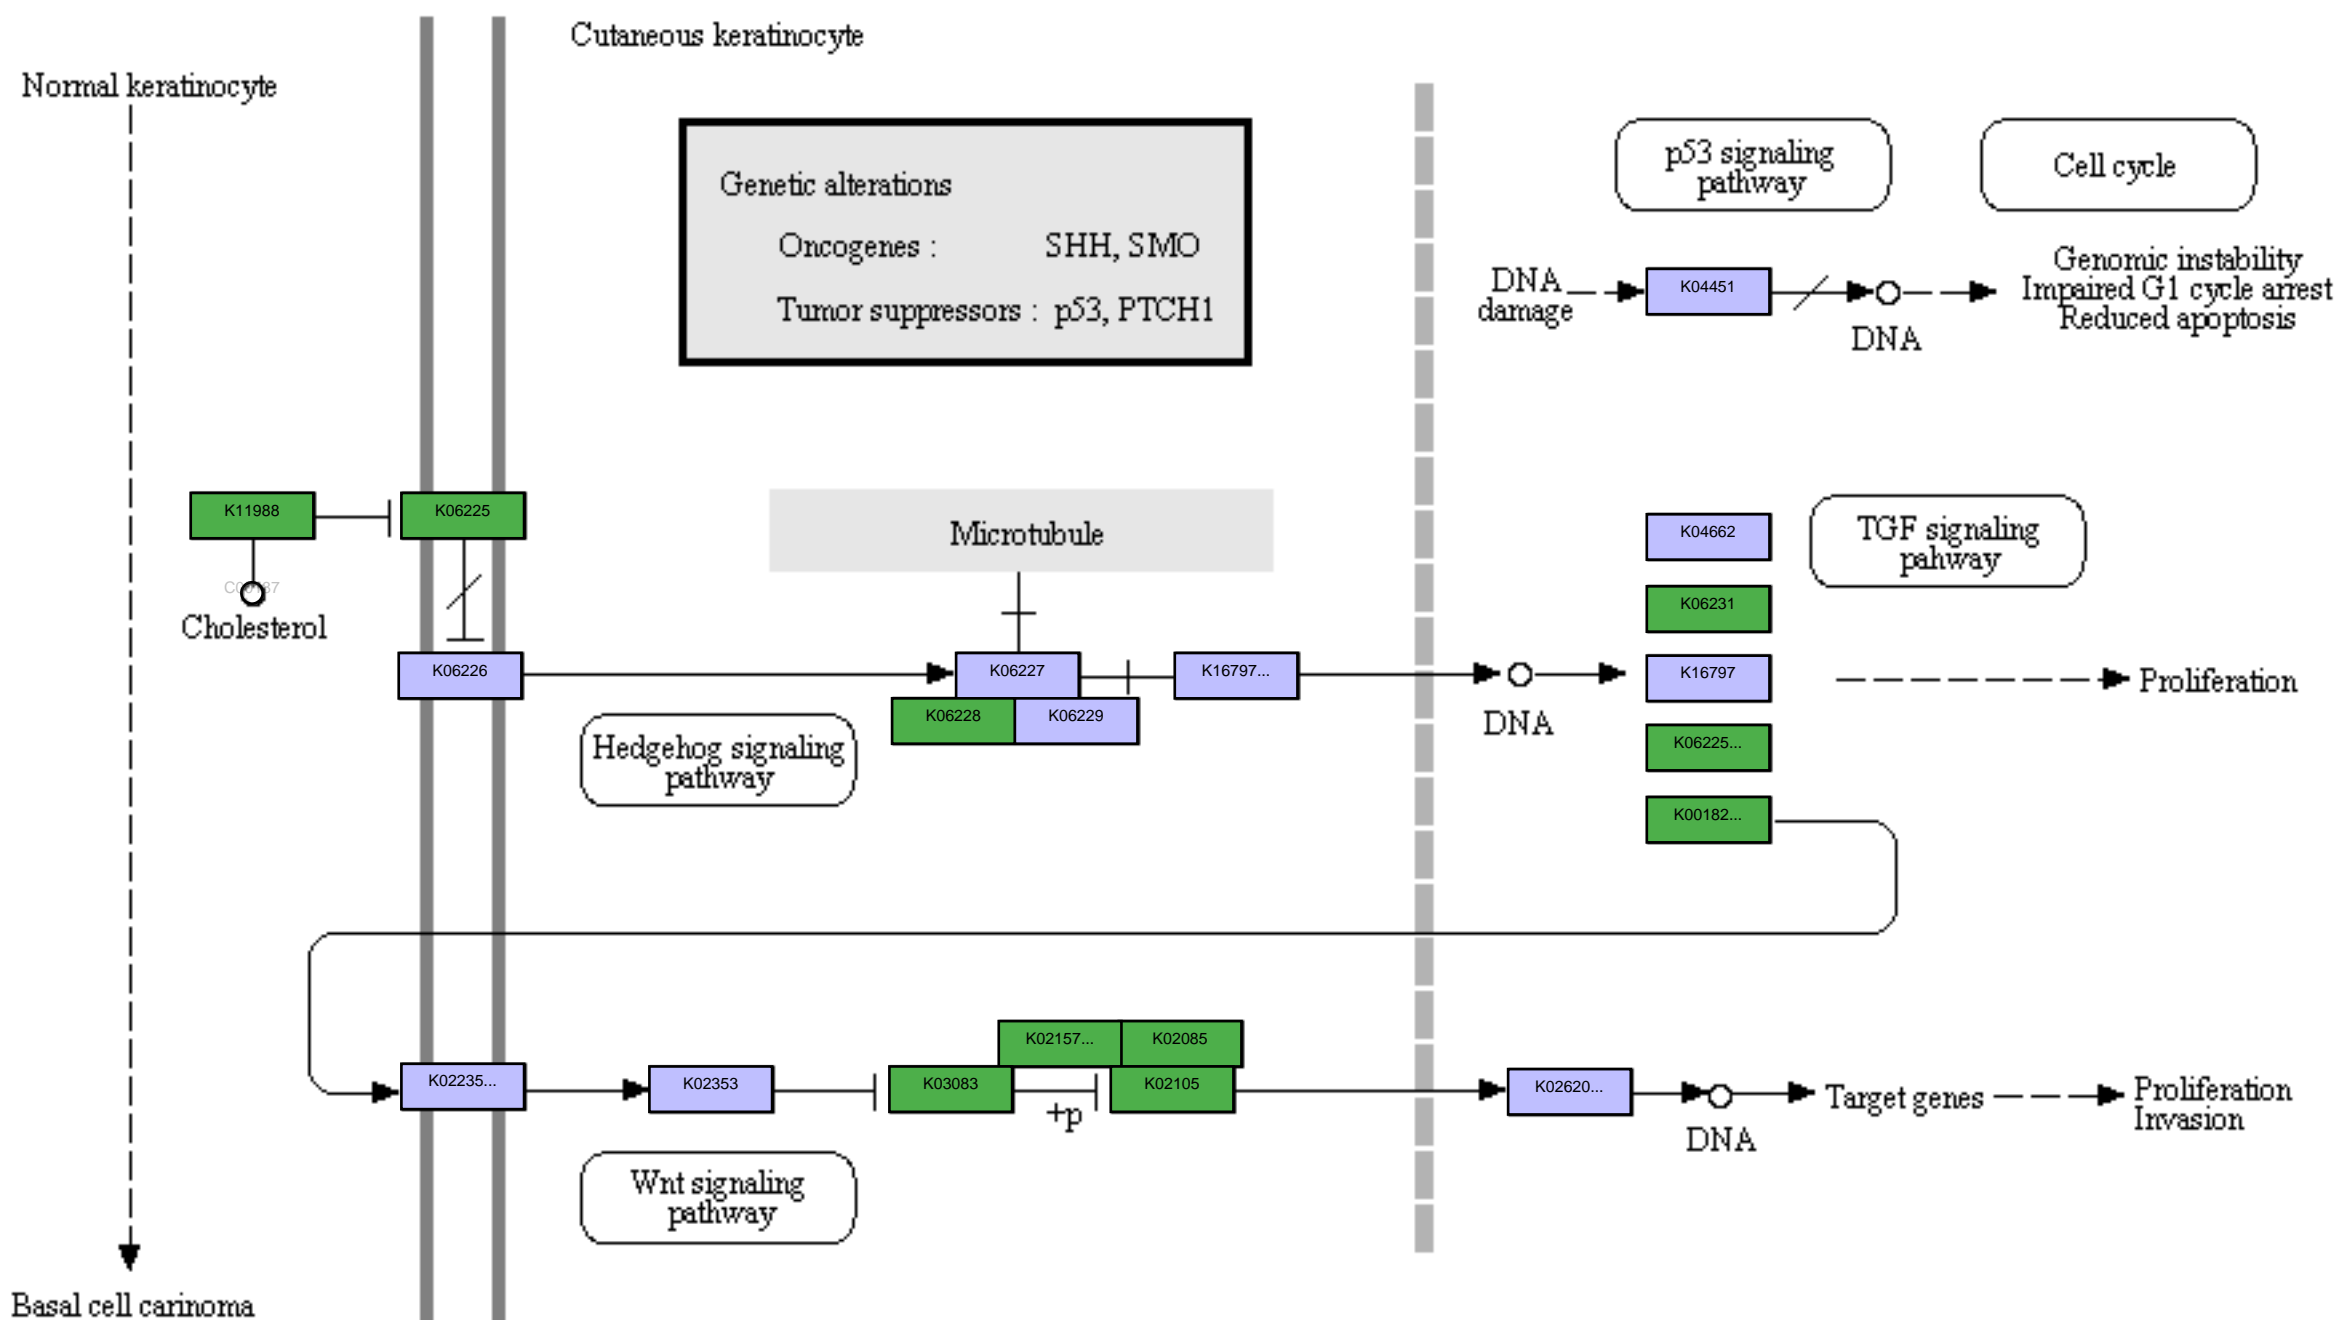 Cutaneous keratinocyte
Normal keratinocyte
Genetic alterations
Oncogenes : SHH, SMO
Tumor suppressors : p53, PTCH1
p53 signaling
pathway
Cell cycle
DNA
damage
K04451
DNA
Genomic instability
Impaired G1 cycle arrest
Reduced apoptosis
K11988
K06225
Cholesterol
Microtubule
K04662
TGF signaling
pahway
K06231
K06226
K06227
K16797...
K06228
K06229
Hedgehog signaling
pathway
DNA
K16797
Proliferation
K06225...
K00182...
K02157...
K02085
K02235...
K02353
K03083
+p
K02105
K02620...
DNA
Target genes
Proliferation
Invasion
Wnt signaling
pathway
Basal cell carinoma